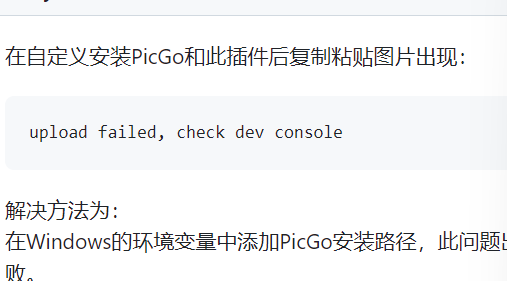 在自定义安装PicGo和此插件后复制粘贴图片出现：
upload failed, check dev console
解决方法为：
在Windows的环境变量中添加PicGo安装路径，此问题
败。